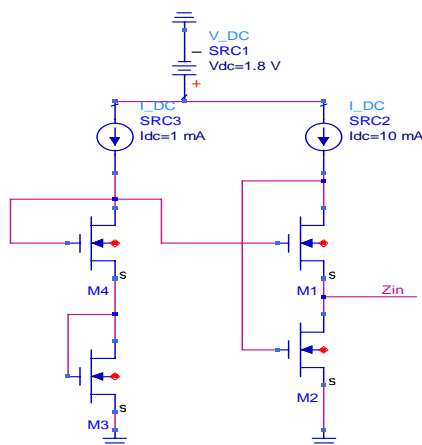 V_DC
SRC1
Vdc=1.8 V
I_DC
SRC3
Idc=1 mA
I_DC
SRC2
Idc=10 mA
S
M4
S
M1
Zin
S
M3
S
M2